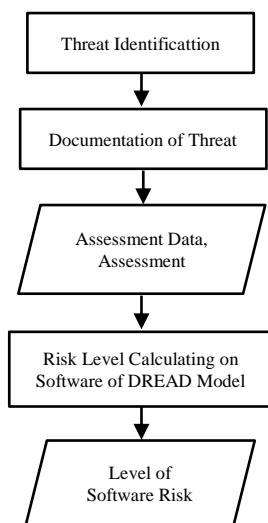 Threat Identificattion
Documentation of Threat
Assessment Data,
Assessment
Risk Level Calculating on
Software of DREAD Model
Level of
Software Risk